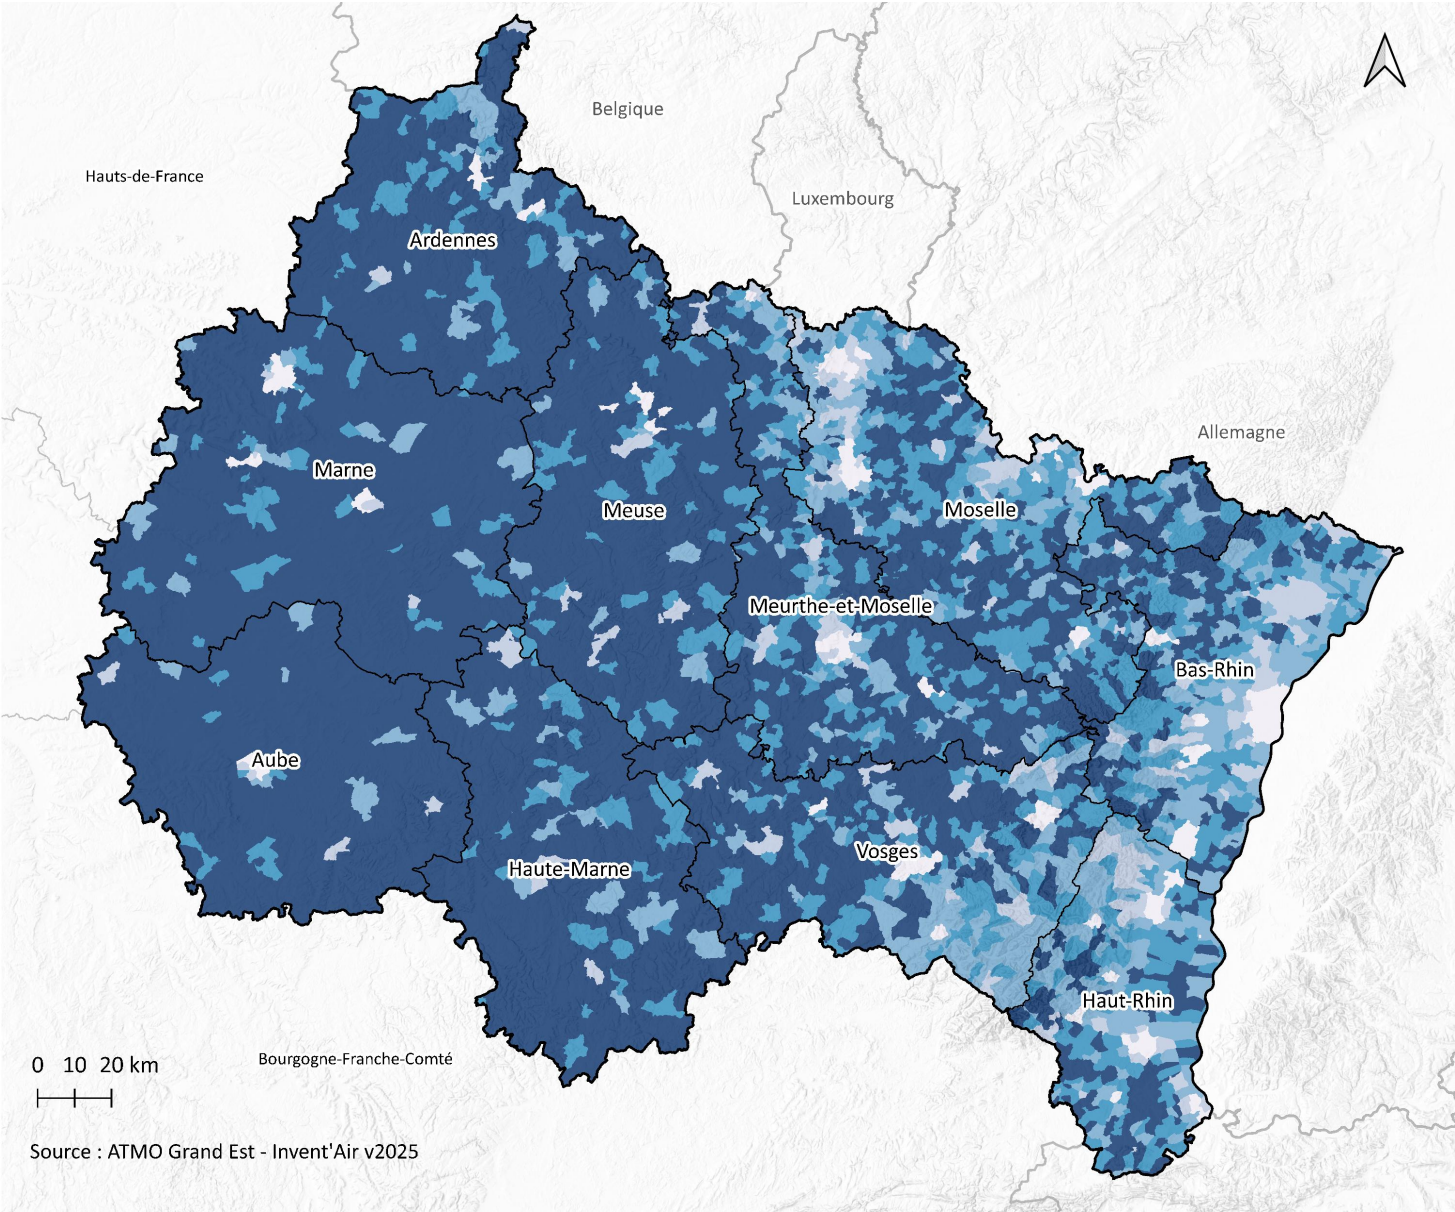 Belgique
Hauts-de-France
Luxembourg
Ardennes
Allemagne
Marne
Meuse
Moselle
Meurthe-et-Moselle
Bas-Rhin
Aube
Vosges
Haute-Marne
Haut-Rhin
Bourgogne-Franche-Comté
0 10 20 km
Source : ATMO Grand Est - Invent'Air v2025